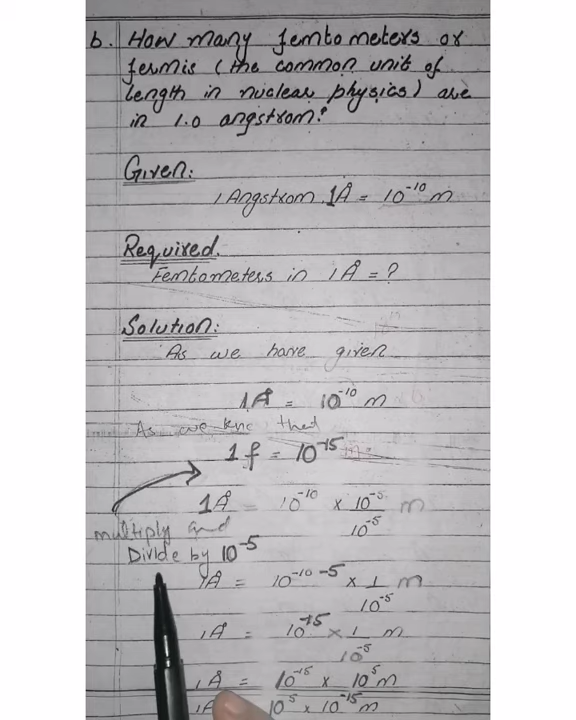 b. How many femtometers or
fermis (the common unit of
length in nuclear physics) are
in 1.0 angstrom?
Given:
1 Angstrom 1Å = 10⁻¹⁰ m
Required.
Femtometers in 1Å = ?
Solution:
As we have given
1Å = 10⁻¹⁰ m
As we kno that
1 f = 10⁻¹⁵ m
1Å = 10⁻¹⁰ × 10⁻⁵/10⁻⁵ m
multiply and
Divide by 10⁻⁵
1Å = 10⁻¹⁰⁻⁵ × 1/10⁻⁵ m
1Å = 10⁻¹⁵ × 1/10⁻⁵ m
1Å = 10⁻¹⁵ × 10⁵ m
1Å 10⁵ × 10⁻¹⁵ m